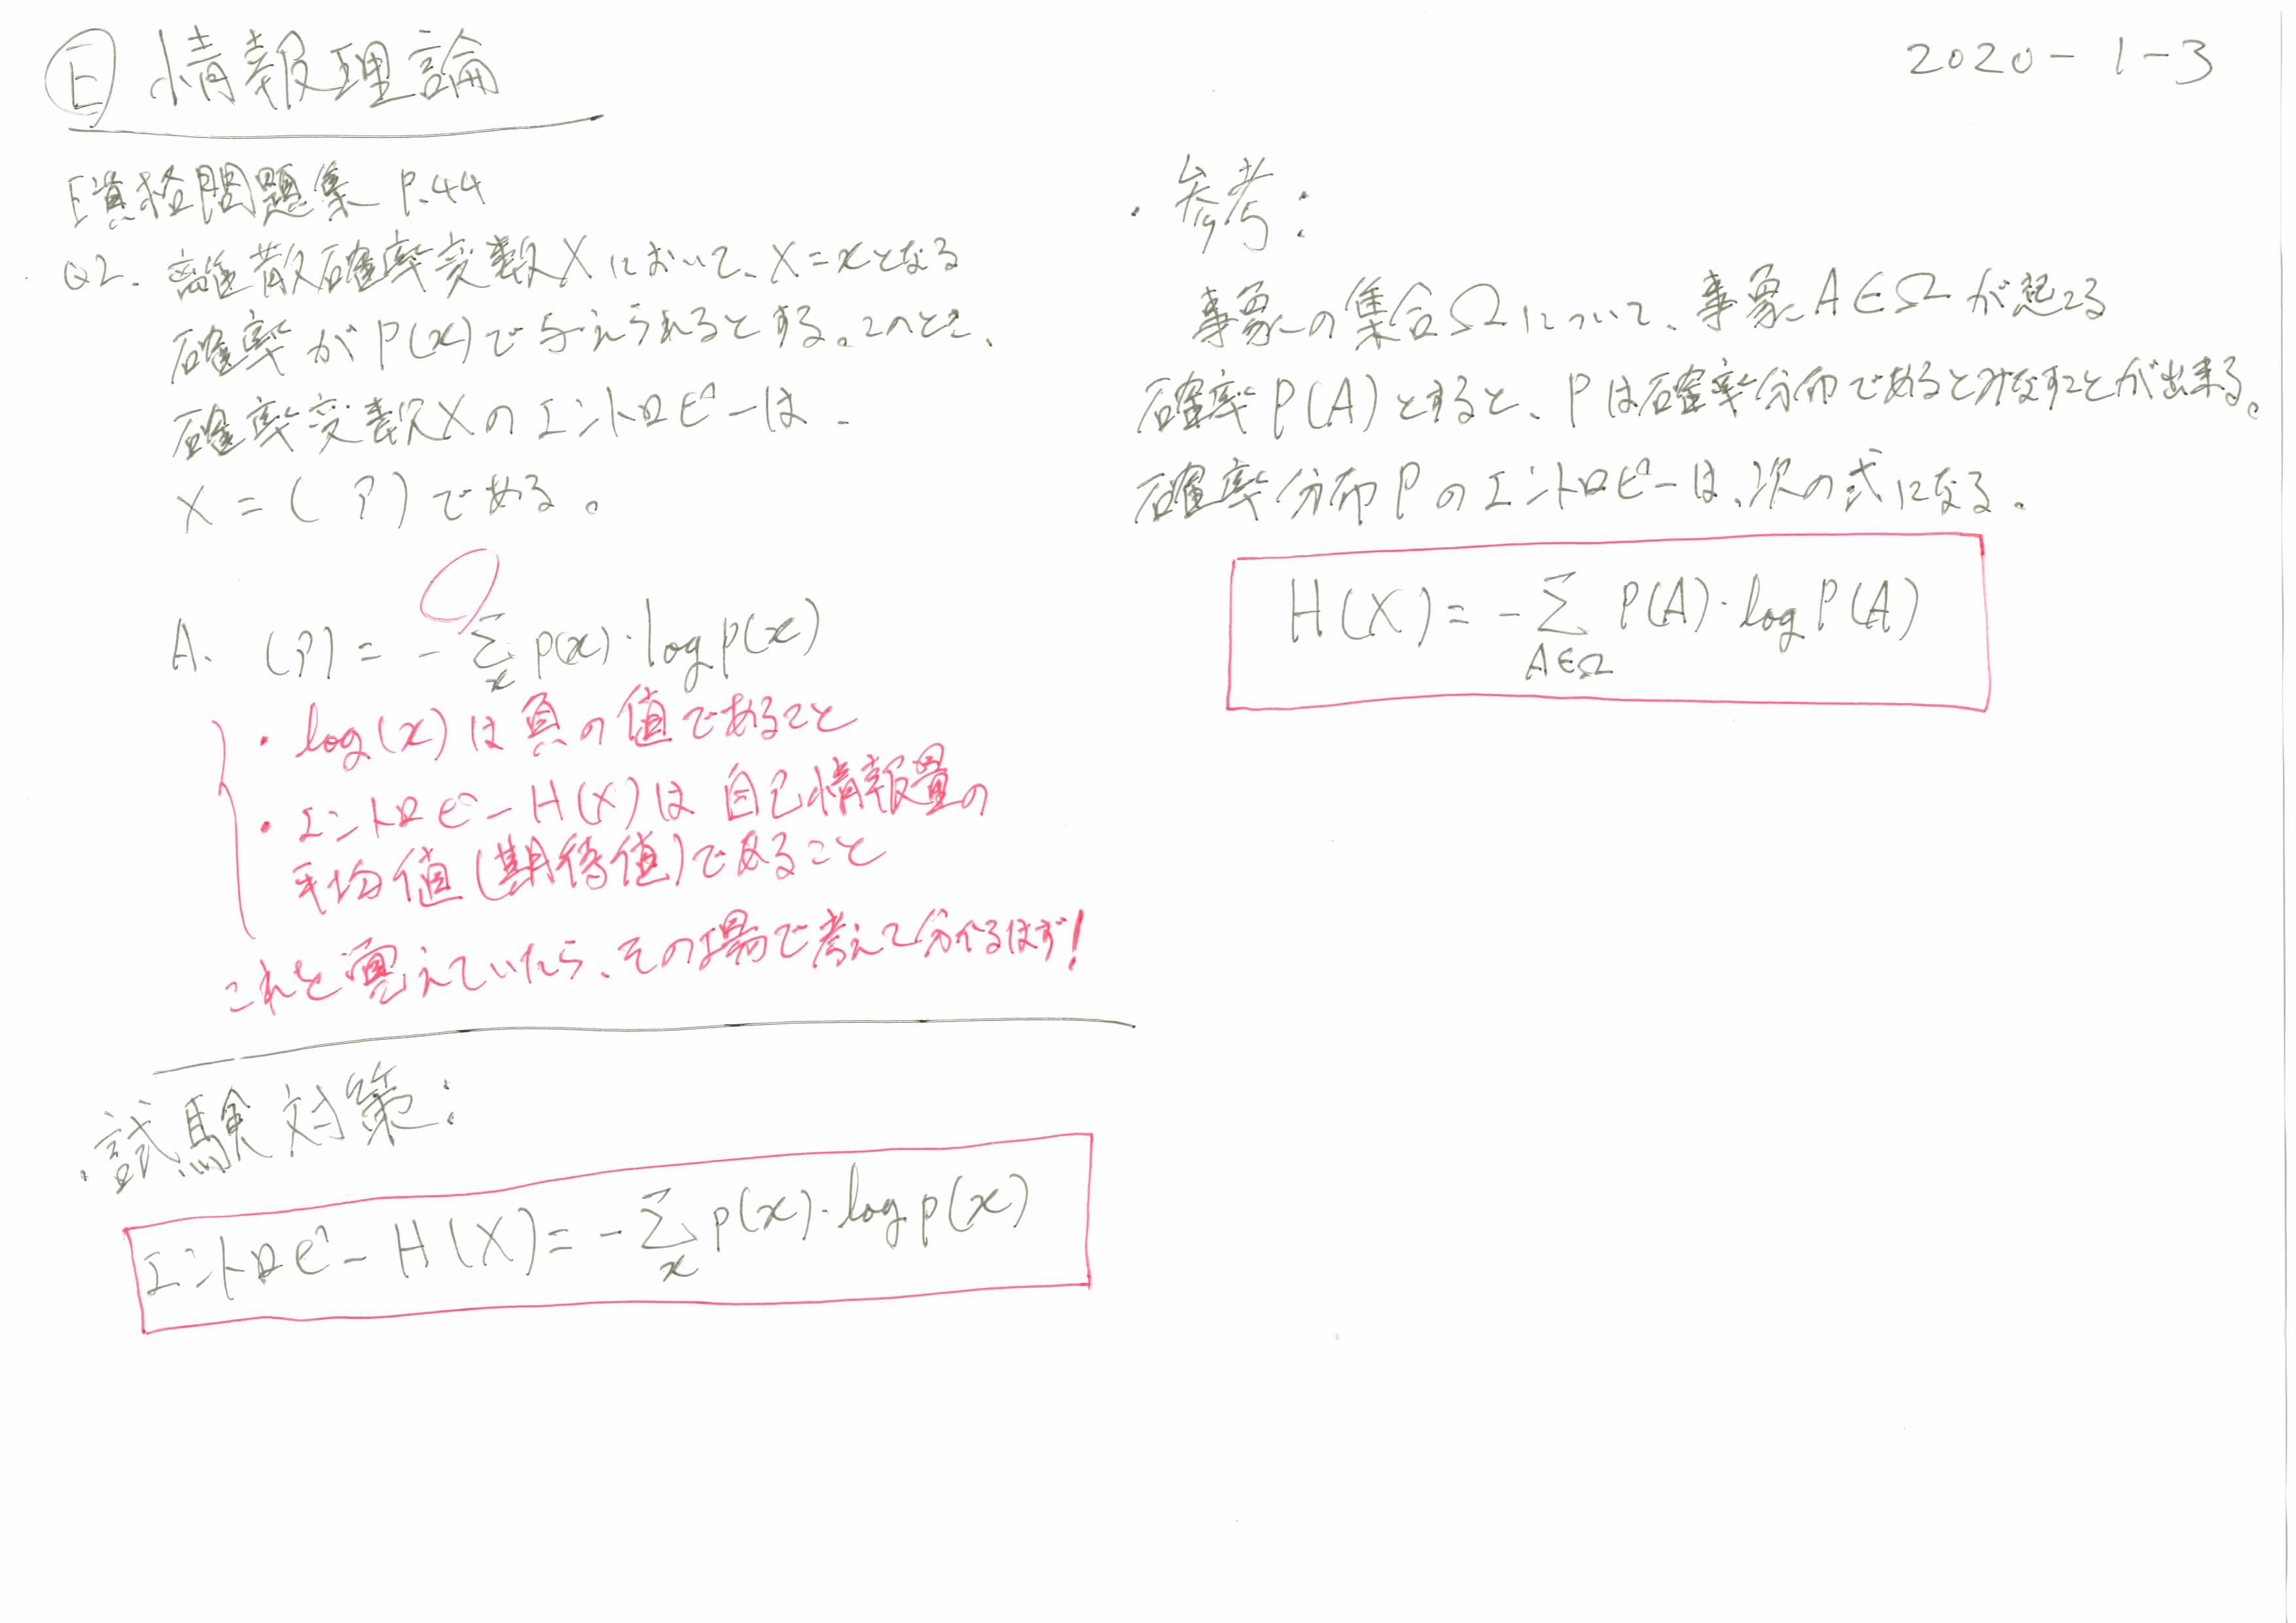 Ⓔ 情報理論
2020-1-3
E資格問題集 P.44
Q2. 離散確率変数Xにおいて、X=xとなる
確率がP(x)で与えられるとする。このとき、
確率変数Xのエントロピーは、
X=(ア)である。
A. (ア) = -Σ_x p(x)・log p(x)
・log(x)は負の値であること
・エントロピーH(X)は自己情報量の
平均値(期待値)であること
これを覚えていたら、その場で考えて分かるはず!
・試験対策:
エントロピーH(X)=-Σ_x p(x)・log p(x)
・参考:
事象の集合Ωについて、事象A∈Ωが起こる
確率P(A)とすると、Pは確率分布であるとみなすことが出来る。
確率分布Pのエントロピーは、次の式になる。
H(X)=-Σ_{A∈Ω} P(A)・log P(A)